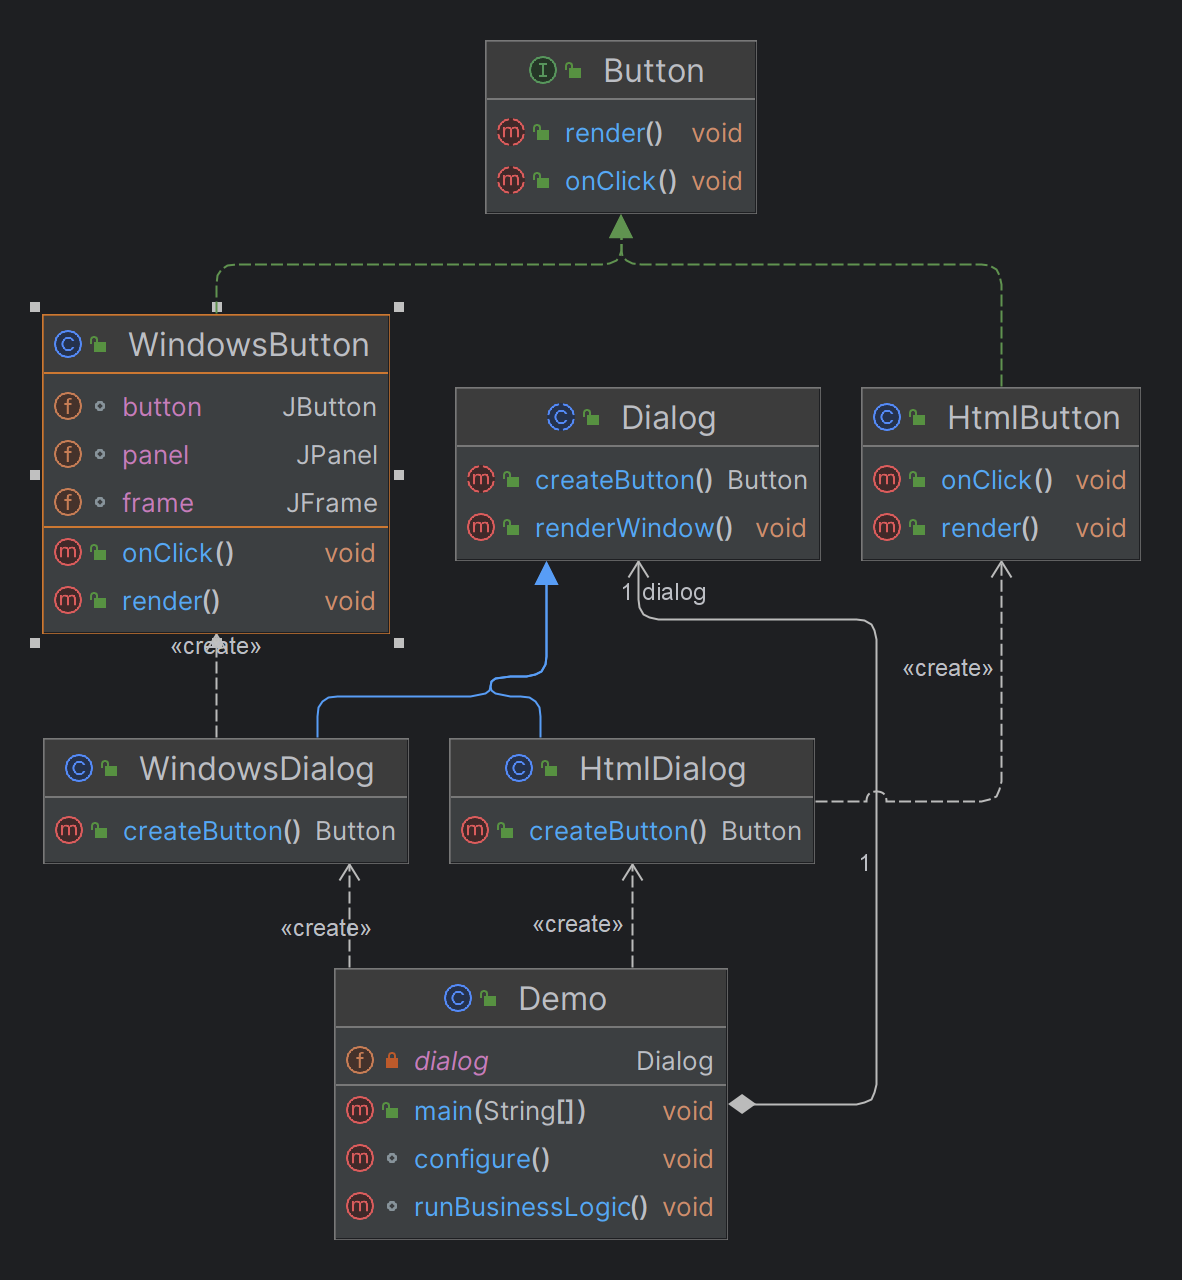 I Button
m render() void
m onClick() void
C WindowsButton
f button JButton
f panel JPanel
f frame JFrame
m onClick() void
m render() void
C Dialog
m createButton() Button
m renderWindow() void
C HtmlButton
m onClick() void
m render() void
1 dialog
«create»
«create»
C WindowsDialog
m createButton() Button
C HtmlDialog
m createButton() Button
1
«create»
«create»
C Demo
f dialog Dialog
m main(String[]) void
m configure() void
m runBusinessLogic() void